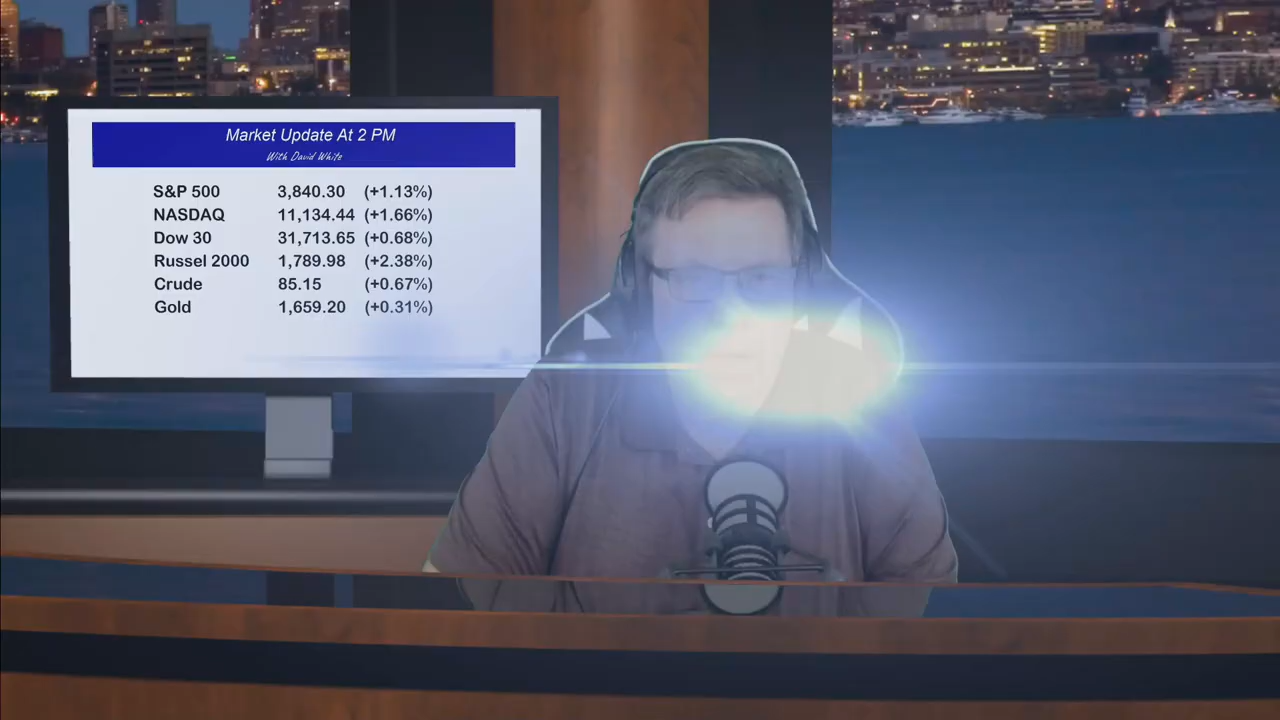 Market Update At 2 PM
With David White
S&P 500 3,840.30 (+1.13%)
NASDAQ 11,134.44 (+1.66%)
Dow 30 31,713.65 (+0.68%)
Russel 2000 1,789.98 (+2.38%)
Crude 85.15 (+0.67%)
Gold 1,659.20 (+0.31%)